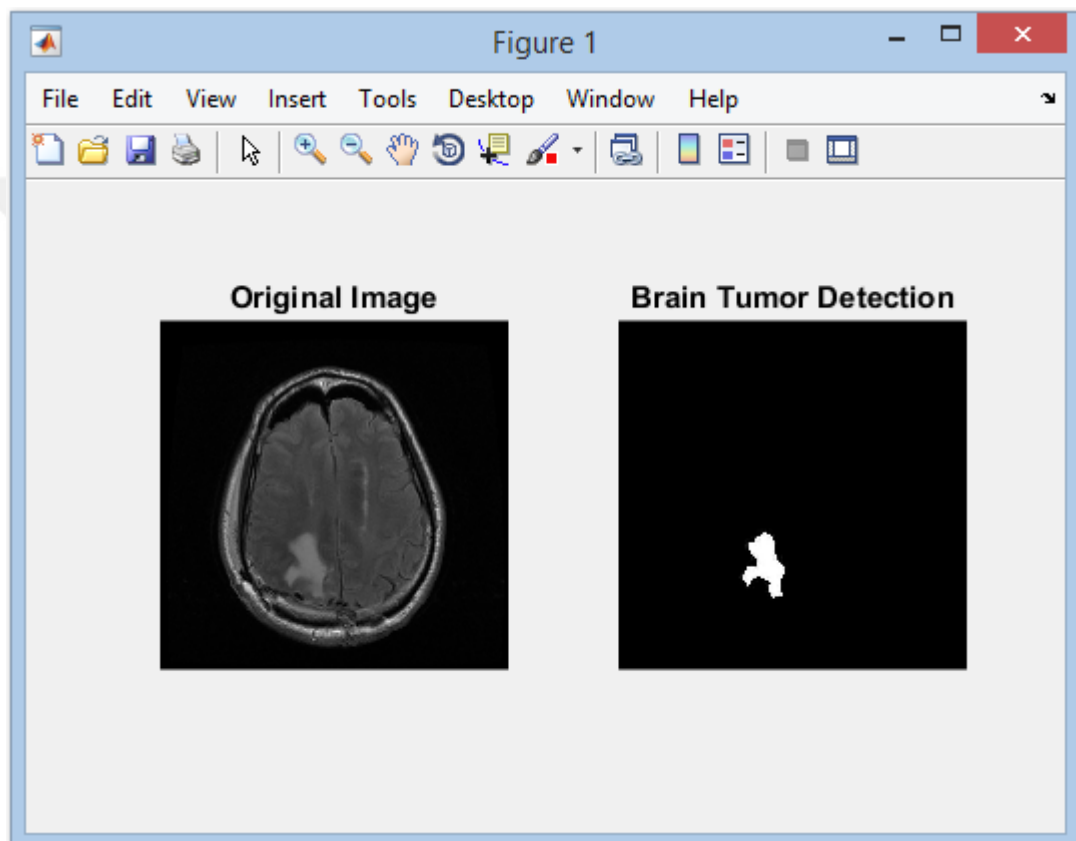 Figure 1
File Edit View Insert Tools Desktop Window Help
Original Image
Brain Tumor Detection